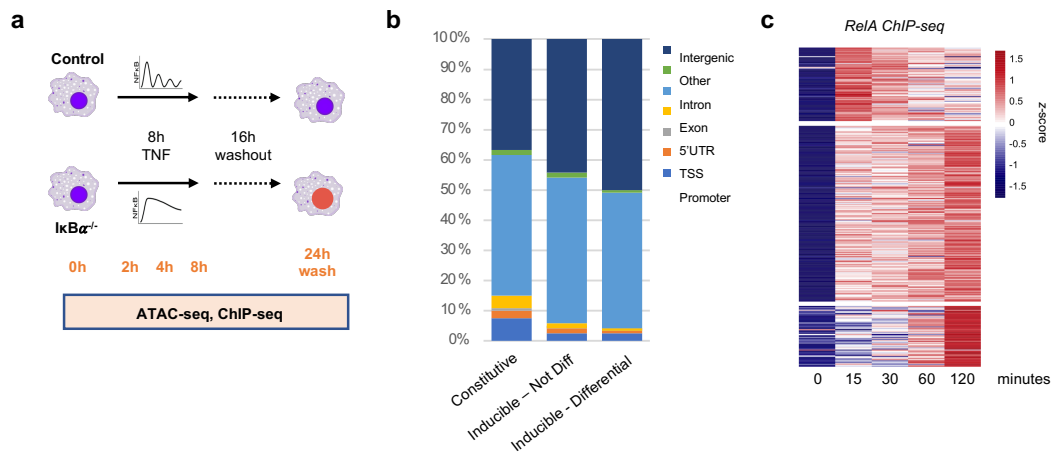 a
Control
NFκB
8h
TNF
16h
washout
NFκB
IκBα-/-
0h
2h
4h
8h
24h
wash
ATAC-seq, ChIP-seq
b
100%
90%
80%
70%
60%
50%
40%
30%
20%
10%
0%
Constitutive
Inducible – Not Diff
Inducible - Differential
Intergenic
Other
Intron
Exon
5'UTR
TSS
Promoter
c
RelA ChIP-seq
1.5
1
0.5
0
-0.5
-1
-1.5
z-score
0 15 30 60 120 minutes